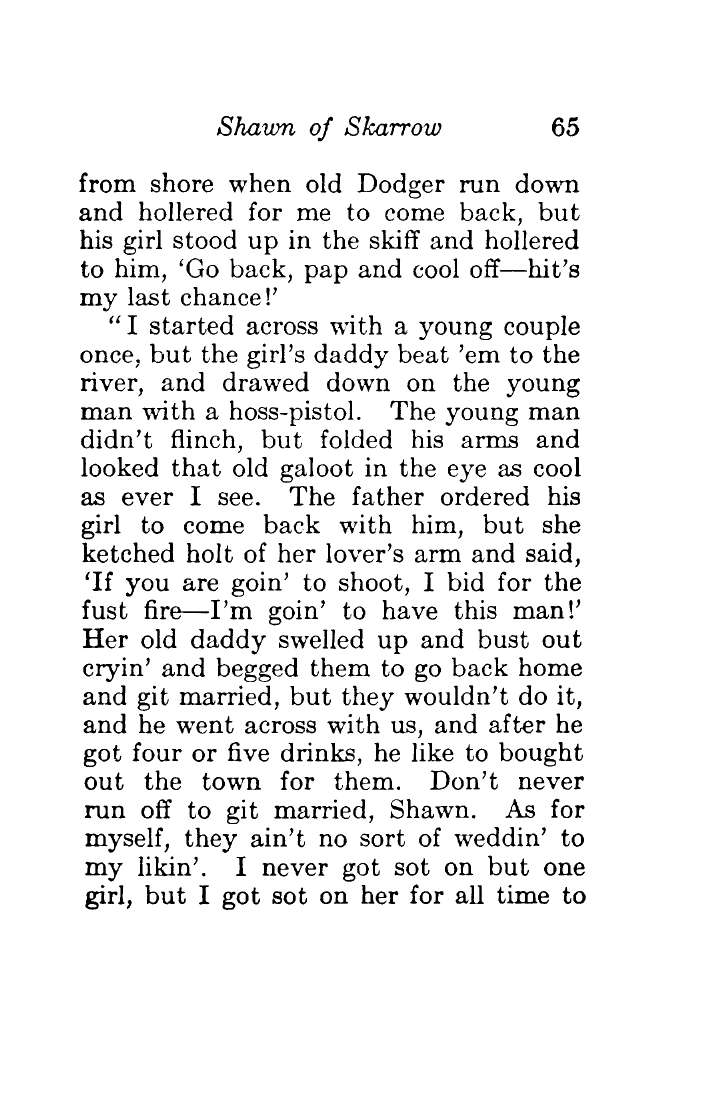 Shawn of Skarrow 65
from shore when old Dodger run down
and hollered for me to come back, but
his girl stood up in the skiff and hollered
to him, ‘Go back, pap and cool off—hit’s
my last chance!’
“I started across with a young couple
once, but the girl’s daddy beat ’em to the
river, and drawed down on the young
man with a hoss-pistol. The young man
didn’t flinch, but folded his arms and
looked that old galoot in the eye as cool
as ever I see. The father ordered his
girl to come back with him, but she
ketched holt of her lover’s arm and said,
‘If you are goin’ to shoot, I bid for the
fust fire—I’m goin’ to have this man!’
Her old daddy swelled up and bust out
cryin’ and begged them to go back home
and git married, but they wouldn’t do it,
and he went across with us, and after he
got four or five drinks, he like to bought
out the town for them. Don’t never
run off to git married, Shawn. As for
myself, they ain’t no sort of weddin’ to
my likin’. I never got sot on but one
girl, but I got sot on her for all time to